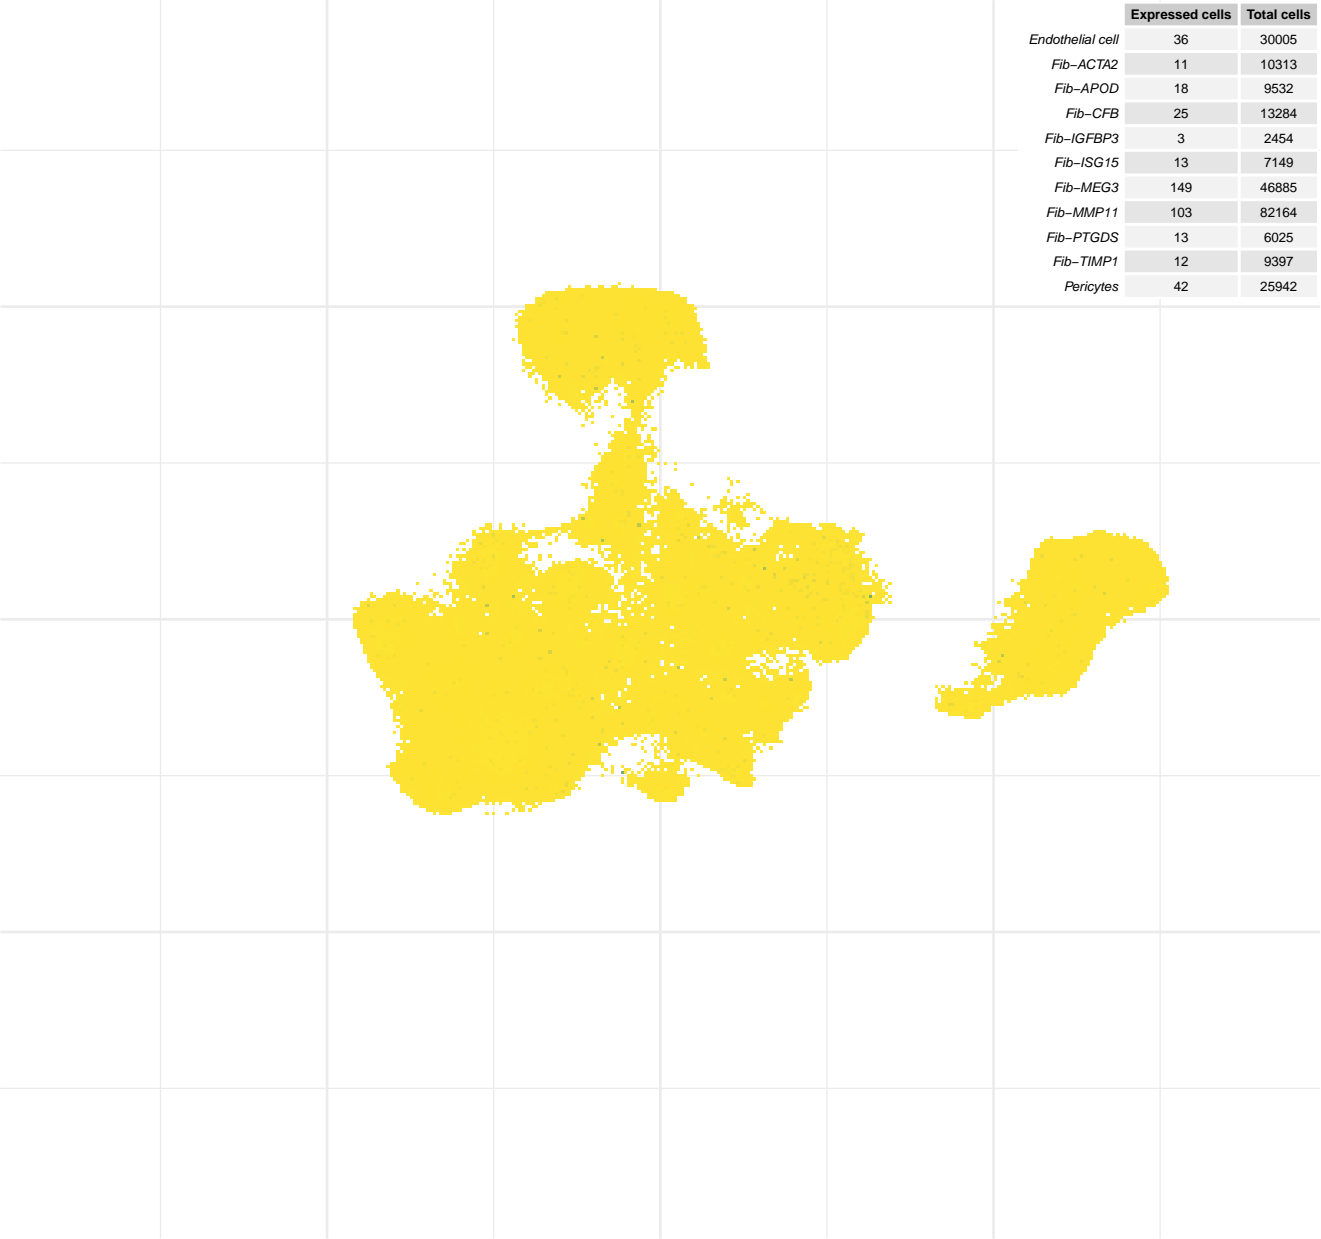 Expressed cells Total cells
Endothelial cell 36 30005
Fib−ACTA2 11 10313
Fib−APOD 18 9532
Fib−CFB 25 13284
Fib−IGFBP3 3 2454
Fib−ISG15 13 7149
Fib−MEG3 149 46885
Fib−MMP11 103 82164
Fib−PTGDS 13 6025
Fib−TIMP1 12 9397
Pericytes 42 25942